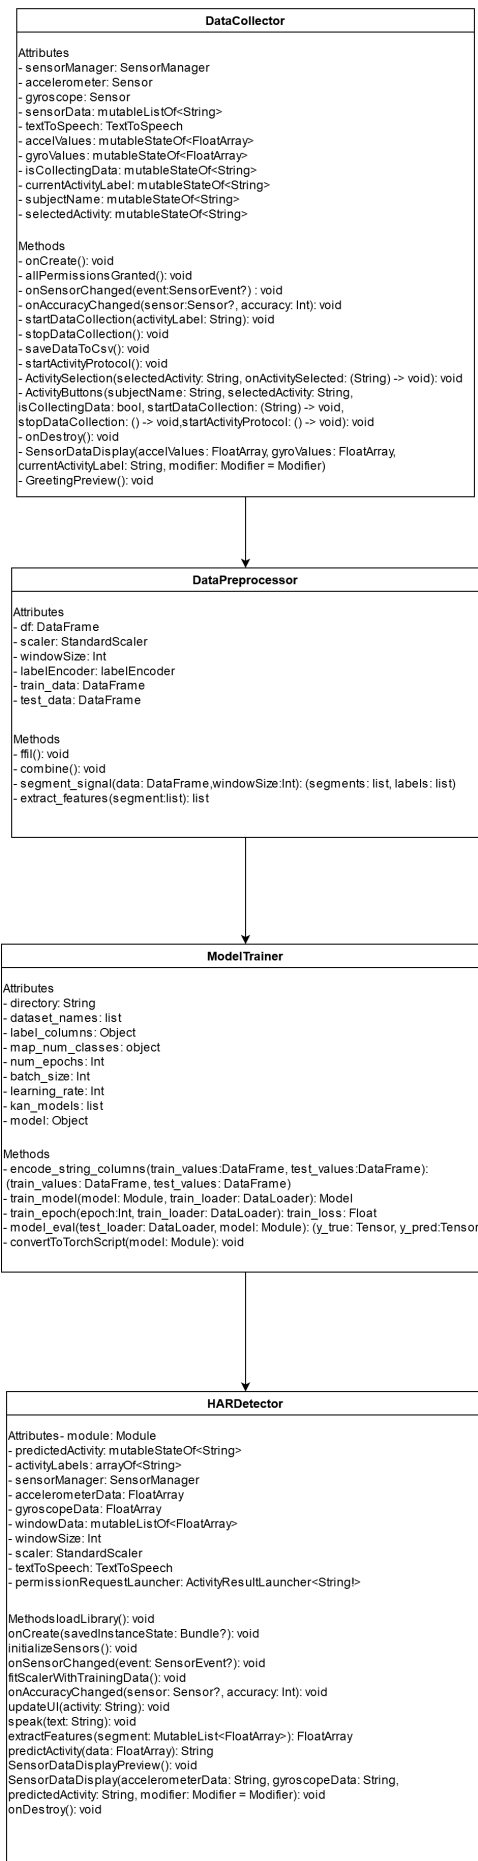 DataCollector
Attributes
- sensorManager: SensorManager
- accelerometer: Sensor
- gyroscope: Sensor
- sensorData: mutableListOf<String>
- textToSpeech: TextToSpeech
- accelValues: mutableStateOf<FloatArray>
- gyroValues: mutableStateOf<FloatArray>
- isCollectingData: mutableStateOf<String>
- currentActivityLabel: mutableStateOf<String>
- subjectName: mutableStateOf<String>
- selectedActivity: mutableStateOf<String>
Methods
- onCreate(): void
- allPermissionsGranted(): void
- onSensorChanged(event:SensorEvent?) : void
- onAccuracyChanged(sensor:Sensor?, accuracy: Int): void
- startDataCollection(activityLabel: String): void
- stopDataCollection(): void
- saveDataToCsv(): void
- startActivityProtocol(): void
- ActivitySelection(selectedActivity: String, onActivitySelected: (String) -> void): void
- ActivityButtons(subjectName: String, selectedActivity: String,
isCollectingData: bool, startDataCollection: (String) -> void,
stopDataCollection: () -> void,startActivityProtocol: () -> void): void
- onDestroy(): void
- SensorDataDisplay(accelValues: FloatArray, gyroValues: FloatArray,
currentActivityLabel: String, modifier: Modifier = Modifier)
- GreetingPreview(): void
DataPreprocessor
Attributes
- df: DataFrame
- scaler: StandardScaler
- windowSize: Int
- labelEncoder: labelEncoder
- train_data: DataFrame
- test_data: DataFrame
Methods
- ffil(): void
- combine(): void
- segment_signal(data: DataFrame,windowSize:Int): (segments: list, labels: list)
- extract_features(segment:list): list
ModelTrainer
Attributes
- directory: String
- dataset_names: list
- label_columns: Object
- map_num_classes: object
- num_epochs: Int
- batch_size: Int
- learning_rate: Int
- kan_models: list
- model: Object
Methods
- encode_string_columns(train_values:DataFrame, test_values:DataFrame):
(train_values: DataFrame, test_values: DataFrame)
- train_model(model: Module, train_loader: DataLoader): Model
- train_epoch(epoch:Int, train_loader: DataLoader): train_loss: Float
- model_eval(test_loader: DataLoader, model: Module): (y_true: Tensor, y_pred:Tensor
- convertToTorchScript(model: Module): void
HARDetector
Attributes- module: Module
- predictedActivity: mutableStateOf<String>
- activityLabels: arrayOf<String>
- sensorManager: SensorManager
- accelerometerData: FloatArray
- gyroscopeData: FloatArray
- windowData: mutableListOf<FloatArray>
- windowSize: Int
- scaler: StandardScaler
- textToSpeech: TextToSpeech
- permissionRequestLauncher: ActivityResultLauncher<String!>
MethodsloadLibrary(): void
onCreate(savedInstanceState: Bundle?): void
initializeSensors(): void
onSensorChanged(event: SensorEvent?): void
fitScalerWithTrainingData(): void
onAccuracyChanged(sensor: Sensor?, accuracy: Int): void
updateUI(activity: String): void
speak(text: String): void
extractFeatures(segment: MutableList<FloatArray>): FloatArray
predictActivity(data: FloatArray): String
SensorDataDisplayPreview(): void
SensorDataDisplay(accelerometerData: String, gyroscopeData: String,
predictedActivity: String, modifier: Modifier = Modifier): void
onDestroy(): void